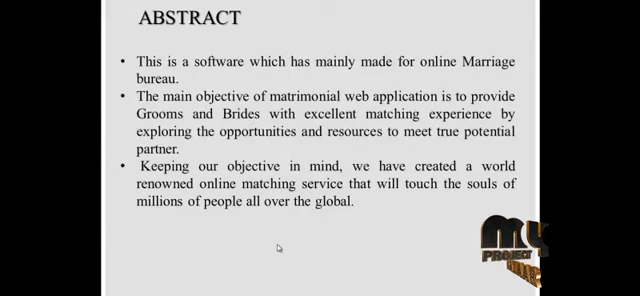 ABSTRACT
• This is a software which has mainly made for online Marriage
bureau.
• The main objective of matrimonial web application is to provide
Grooms and Brides with excellent matching experience by
exploring the opportunities and resources to meet true potential
partner.
• Keeping our objective in mind, we have created a world
renowned online matching service that will touch the souls of
millions of people all over the global.
MY
PROJECT